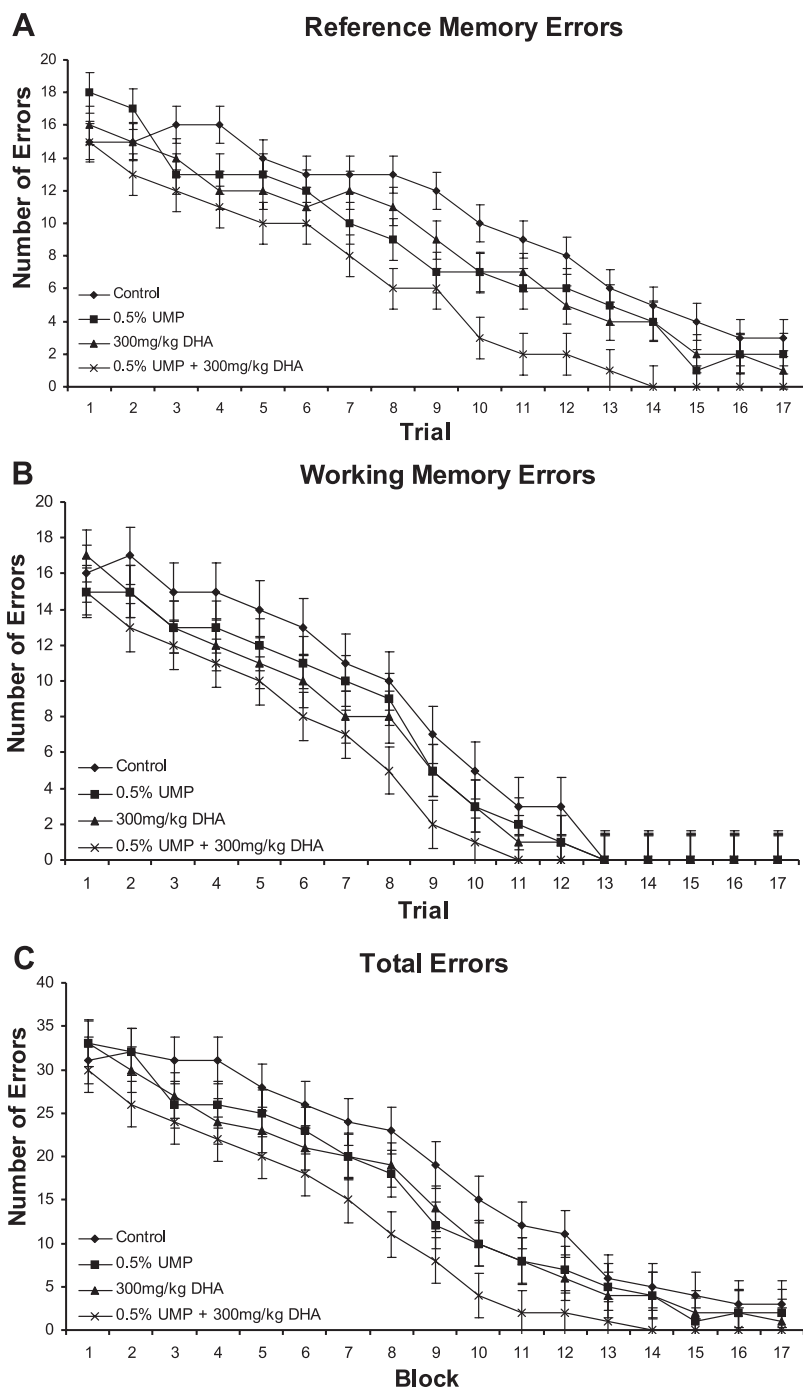 A
Reference Memory Errors
Number of Errors
20
18
16
14
12
10
8
6
4
2
0
Control
0.5% UMP
300mg/kg DHA
0.5% UMP + 300mg/kg DHA
1 2 3 4 5 6 7 8 9 10 11 12 13 14 15 16 17
Trial
B
Working Memory Errors
Number of Errors
20
18
16
14
12
10
8
6
4
2
0
Control
0.5% UMP
300mg/kg DHA
0.5% UMP + 300mg/kg DHA
1 2 3 4 5 6 7 8 9 10 11 12 13 14 15 16 17
Trial
C
Total Errors
Number of Errors
40
35
30
25
20
15
10
5
0
Control
0.5% UMP
300mg/kg DHA
0.5% UMP + 300mg/kg DHA
1 2 3 4 5 6 7 8 9 10 11 12 13 14 15 16 17
Block